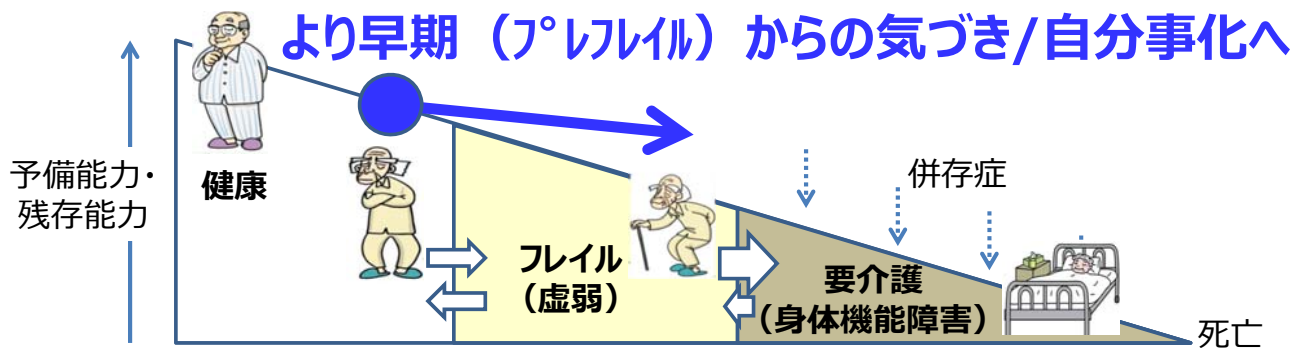 より早期（ﾌﾟﾚﾌﾚｲﾙ）からの気づき/自分事化へ
予備能力・
残存能力
健康
フレイル
（虚弱）
併存症
要介護
（身体機能障害）
死亡